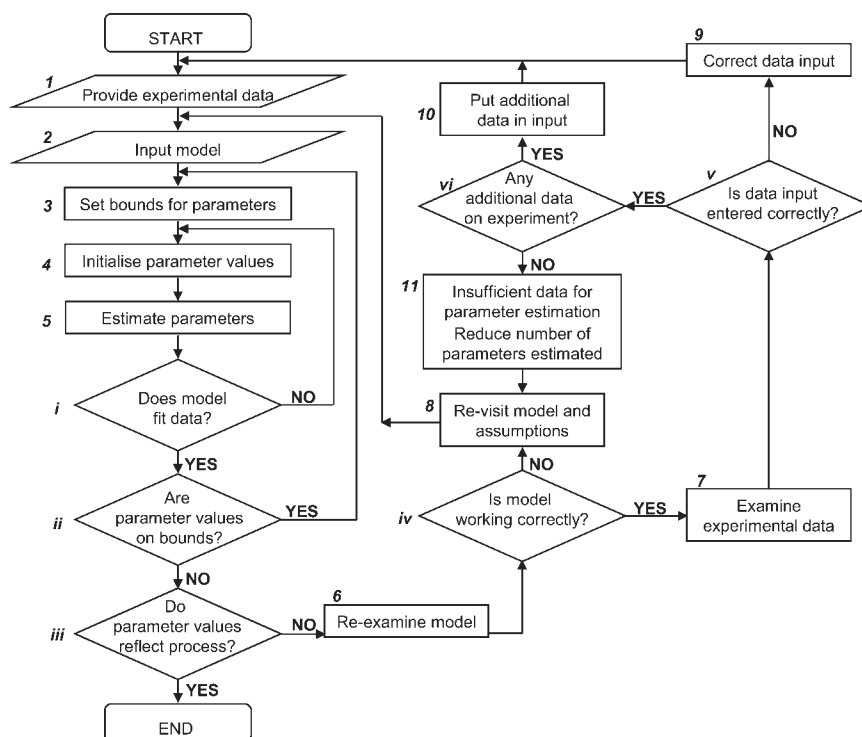 START
1
Provide experimental data
2
Input model
3
Set bounds for parameters
4
Initialise parameter values
5
Estimate parameters
i
Does model
fit data?
NO
YES
ii
Are
parameter values
on bounds?
YES
NO
iii
Do
parameter values
reflect process?
NO
YES
END
6
Re-examine model
iv
Is model
working correctly?
NO
YES
7
Examine
experimental data
8
Re-visit model and
assumptions
v
Is data input
entered correctly?
NO
YES
9
Correct data input
vi
Any
additional data
on experiment?
YES
NO
10
Put additional
data in input
11
Insufficient data for
parameter estimation
Reduce number of
parameters estimated